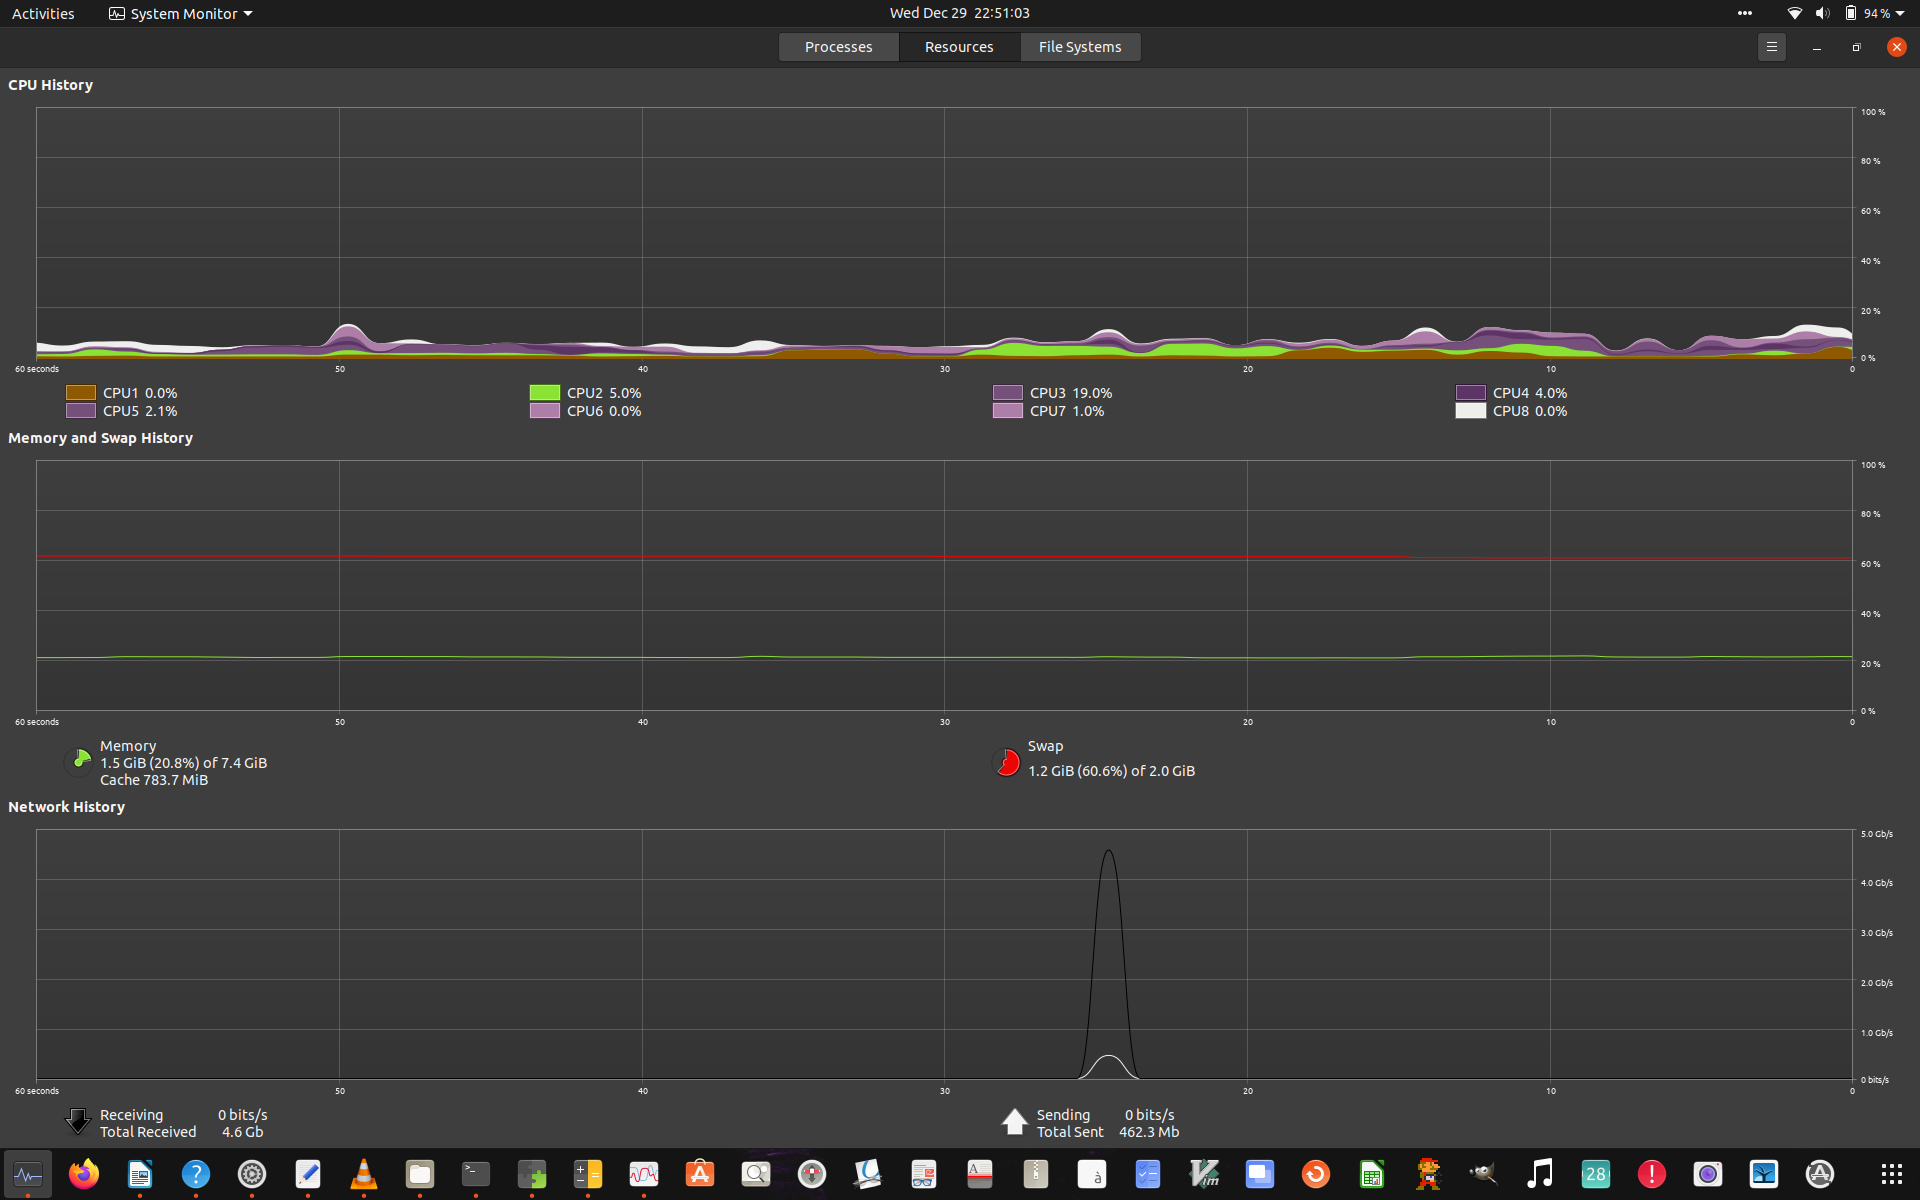 Activities System Monitor Wed Dec 29 22:51:03 94 %
Processes Resources File Systems
CPU History
100 %
80 %
60 %
40 %
20 %
0 %
60 seconds 50 40 30 20 10 0
CPU1 0.0% CPU2 5.0% CPU3 19.0% CPU4 4.0%
CPU5 2.1% CPU6 0.0% CPU7 1.0% CPU8 0.0%
Memory and Swap History
100 %
80 %
60 %
40 %
20 %
0 %
60 seconds 50 40 30 20 10 0
Memory
1.5 GiB (20.8%) of 7.4 GiB
Cache 783.7 MiB
Swap
1.2 GiB (60.6%) of 2.0 GiB
Network History
5.0 Gb/s
4.0 Gb/s
3.0 Gb/s
2.0 Gb/s
1.0 Gb/s
0 bits/s
60 seconds 50 40 30 20 10 0
Receiving 0 bits/s
Total Received 4.6 Gb
Sending 0 bits/s
Total Sent 462.3 Mb
28